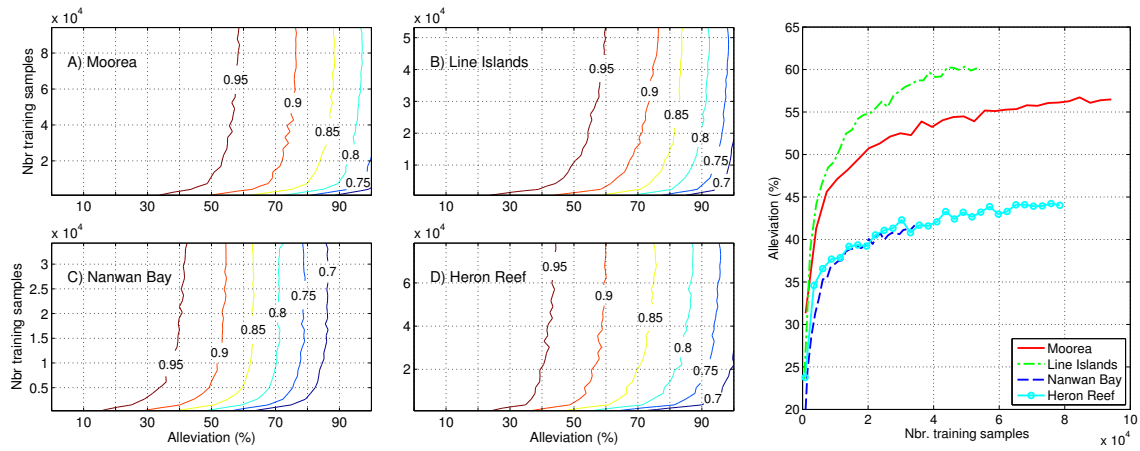 x 10^4
8
6
4
2
Nbr training samples
A) Moorea
0.95
0.9
0.85
0.8
0.75
10 30 50 70 90
x 10^4
5
4
3
2
1
B) Line Islands
0.95
0.9
0.85
0.8
0.75
0.7
10 30 50 70 90
3
2.5
2
1.5
1
0.5
Nbr training samples
C) Nanwan Bay
0.7
0.75
0.8
0.85
0.9
0.95
10 30 50 70 90
Alleviation (%)
6
4
2
D) Heron Reef
0.95
0.9
0.85
0.8
0.75
0.7
10 30 50 70 90
Alleviation (%)
65
60
55
50
45
40
35
30
25
20
Alleviation (%)
Moorea
Line Islands
Nanwan Bay
Heron Reef
0 2 4 6 8 10
Nbr. training samples
x 10^4